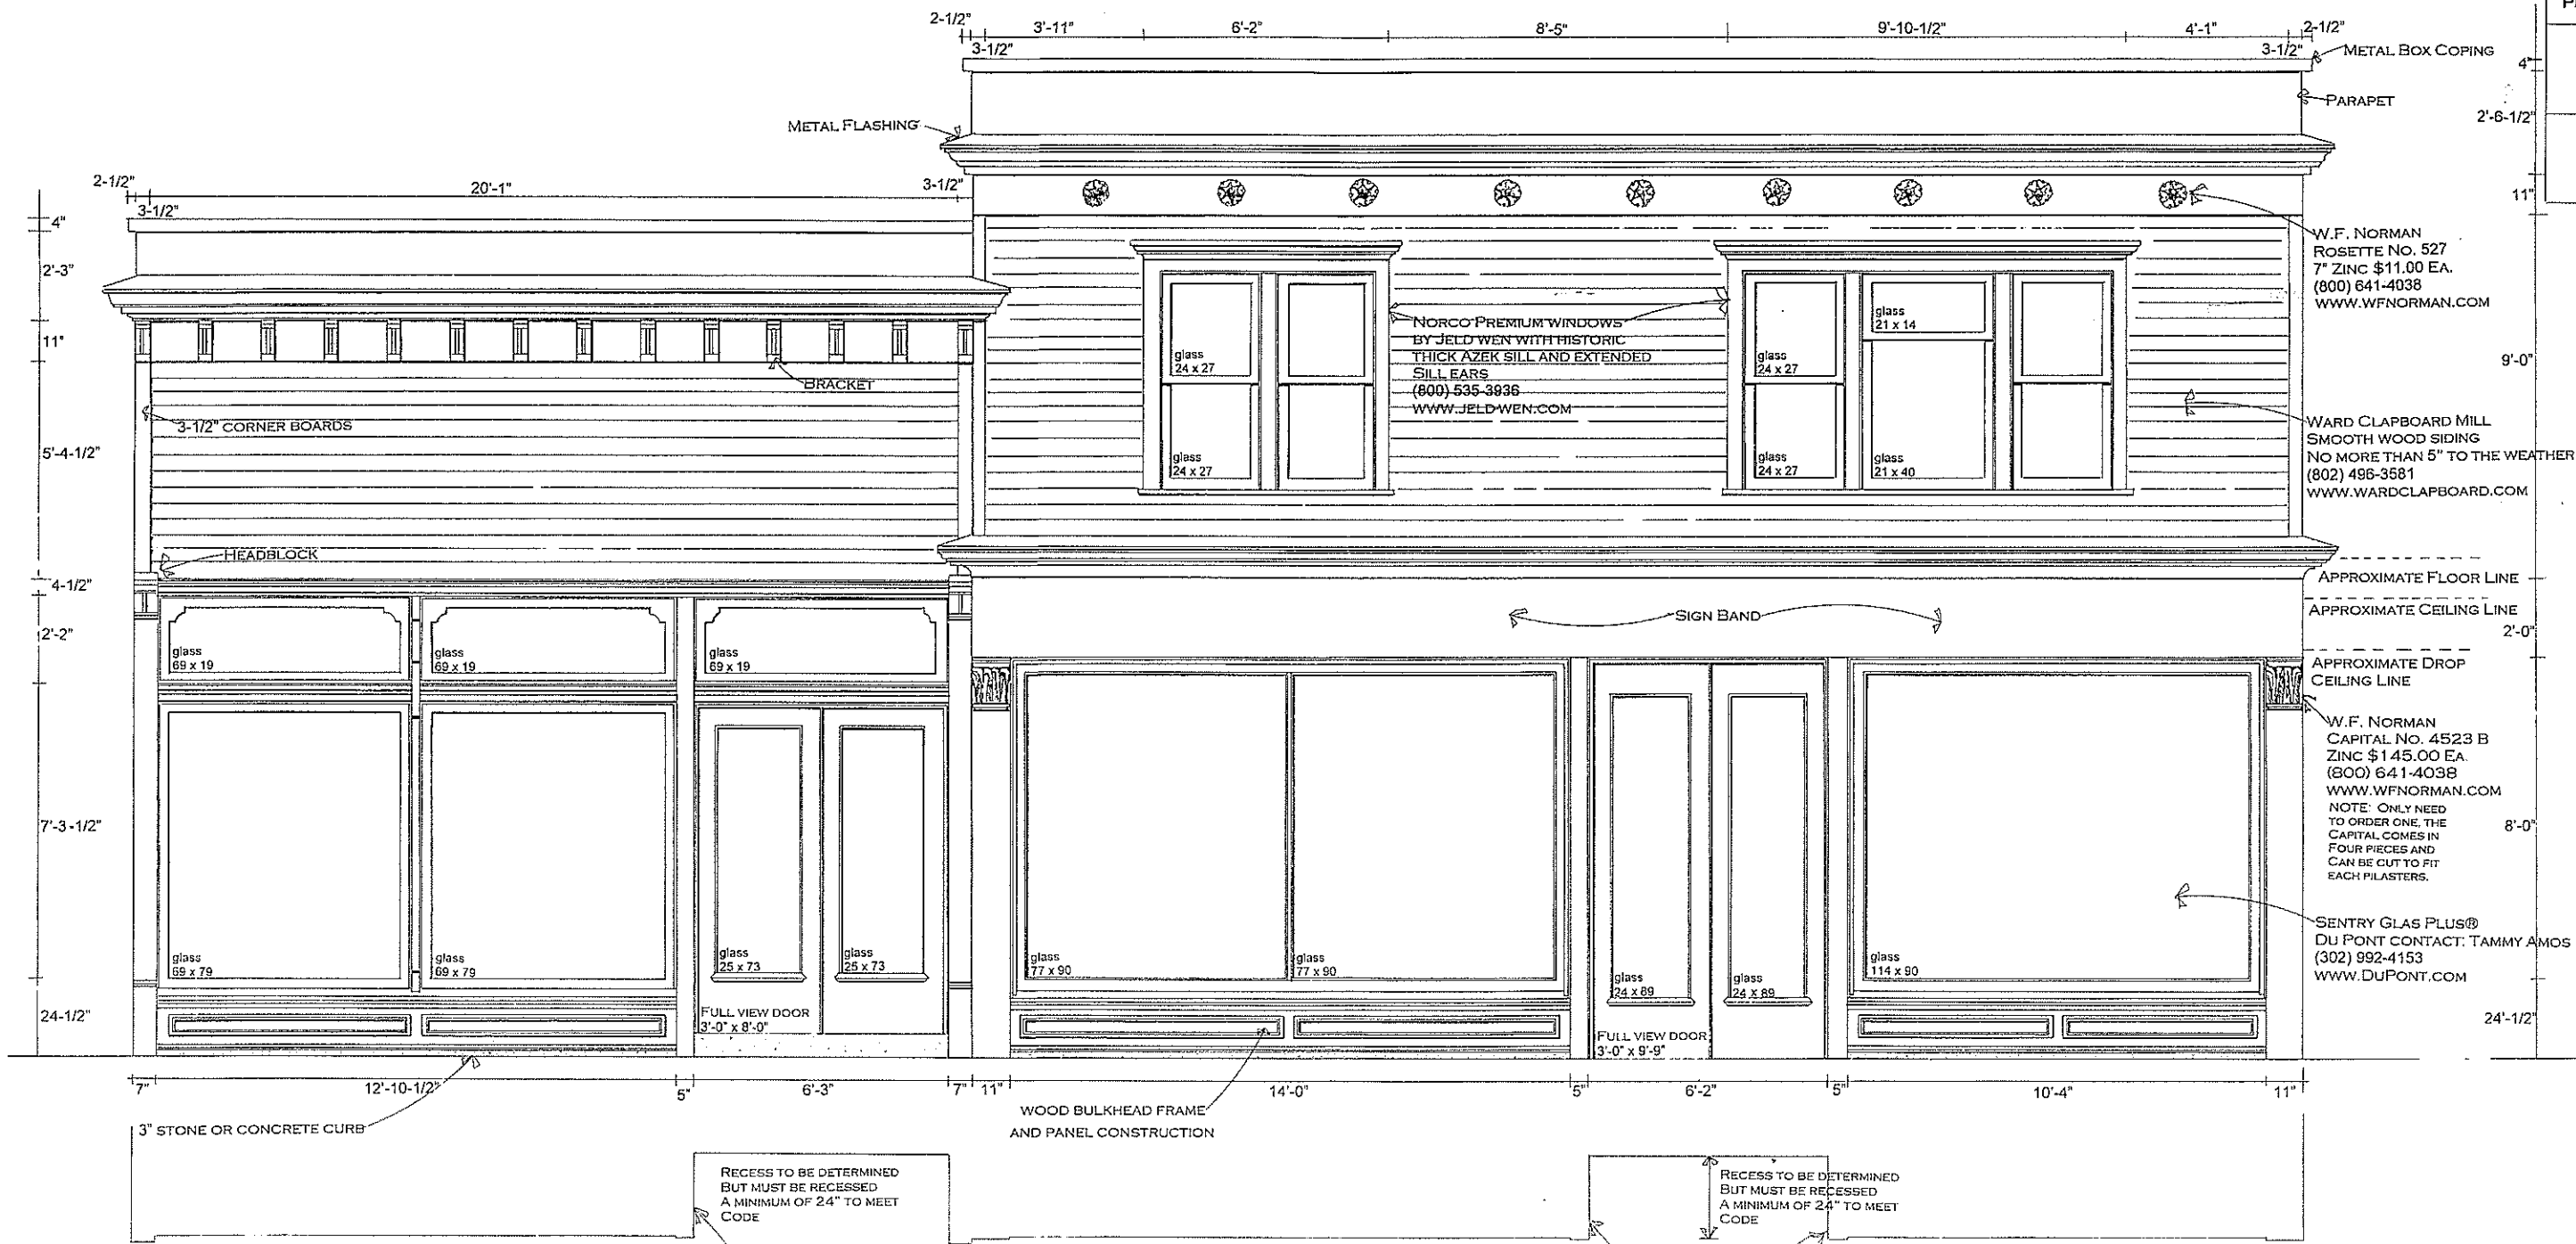 2-1/2"
3'-11"
6'-2"
8'-5"
9'-10-1/2"
4'-1"
2-1/2"
3-1/2"
3-1/2"
METAL BOX COPING
4"
PARAPET
2'-6-1/2"
METAL FLASHING
2-1/2"
20'-1"
3-1/2"
3-1/2"
11"
4"
2'-3"
11"
5'-4-1/2"
W.F. NORMAN
ROSETTE NO. 527
7" ZINC $11.00 EA.
(800) 641-4038
WWW.WFNORMAN.COM
BRACKET
3-1/2" CORNER BOARDS
glass
24 x 27
glass
24 x 27
NORCO PREMIUM WINDOWS
BY JELD WEN WITH HISTORIC
THICK AZEK SILL AND EXTENDED
SILL EARS
(800) 535-3936
WWW.JELD-WEN.COM
glass
24 x 27
glass
24 x 27
glass
21 x 14
glass
21 x 40
9'-0"
WARD CLAPBOARD MILL
SMOOTH WOOD SIDING
NO MORE THAN 5" TO THE WEATHER
(802) 496-3581
WWW.WARDCLAPBOARD.COM
HEADBLOCK
4-1/2"
2'-2"
APPROXIMATE FLOOR LINE
APPROXIMATE CEILING LINE
SIGN BAND
2'-0"
APPROXIMATE DROP
CEILING LINE
glass
69 x 19
glass
69 x 19
glass
69 x 19
W.F. NORMAN
CAPITAL NO. 4523 B
ZINC $145.00 EA.
(800) 641-4038
WWW.WFNORMAN.COM
NOTE: ONLY NEED
TO ORDER ONE, THE
CAPITAL COMES IN
FOUR PIECES AND
CAN BE CUT TO FIT
EACH PILASTERS.
7'-3-1/2"
8'-0"
SENTRY GLAS PLUS®
DU PONT CONTACT: TAMMY AMOS
(302) 992-4153
WWW.DUPONT.COM
glass
69 x 79
glass
69 x 79
glass
25 x 73
glass
25 x 73
glass
77 x 90
glass
77 x 90
glass
24 x 89
glass
24 x 89
glass
114 x 90
24-1/2"
FULL VIEW DOOR
3'-0" x 8'-0"
FULL VIEW DOOR
3'-0" x 9'-9"
24'-1/2"
7"
12'-10-1/2"
5"
6'-3"
7"
11"
14'-0"
5"
6'-2"
5"
10'-4"
11"
3" STONE OR CONCRETE CURB
WOOD BULKHEAD FRAME
AND PANEL CONSTRUCTION
RECESS TO BE DETERMINED
BUT MUST BE RECESSED
A MINIMUM OF 24" TO MEET
CODE
RECESS TO BE DETERMINED
BUT MUST BE RECESSED
A MINIMUM OF 24" TO MEET
CODE